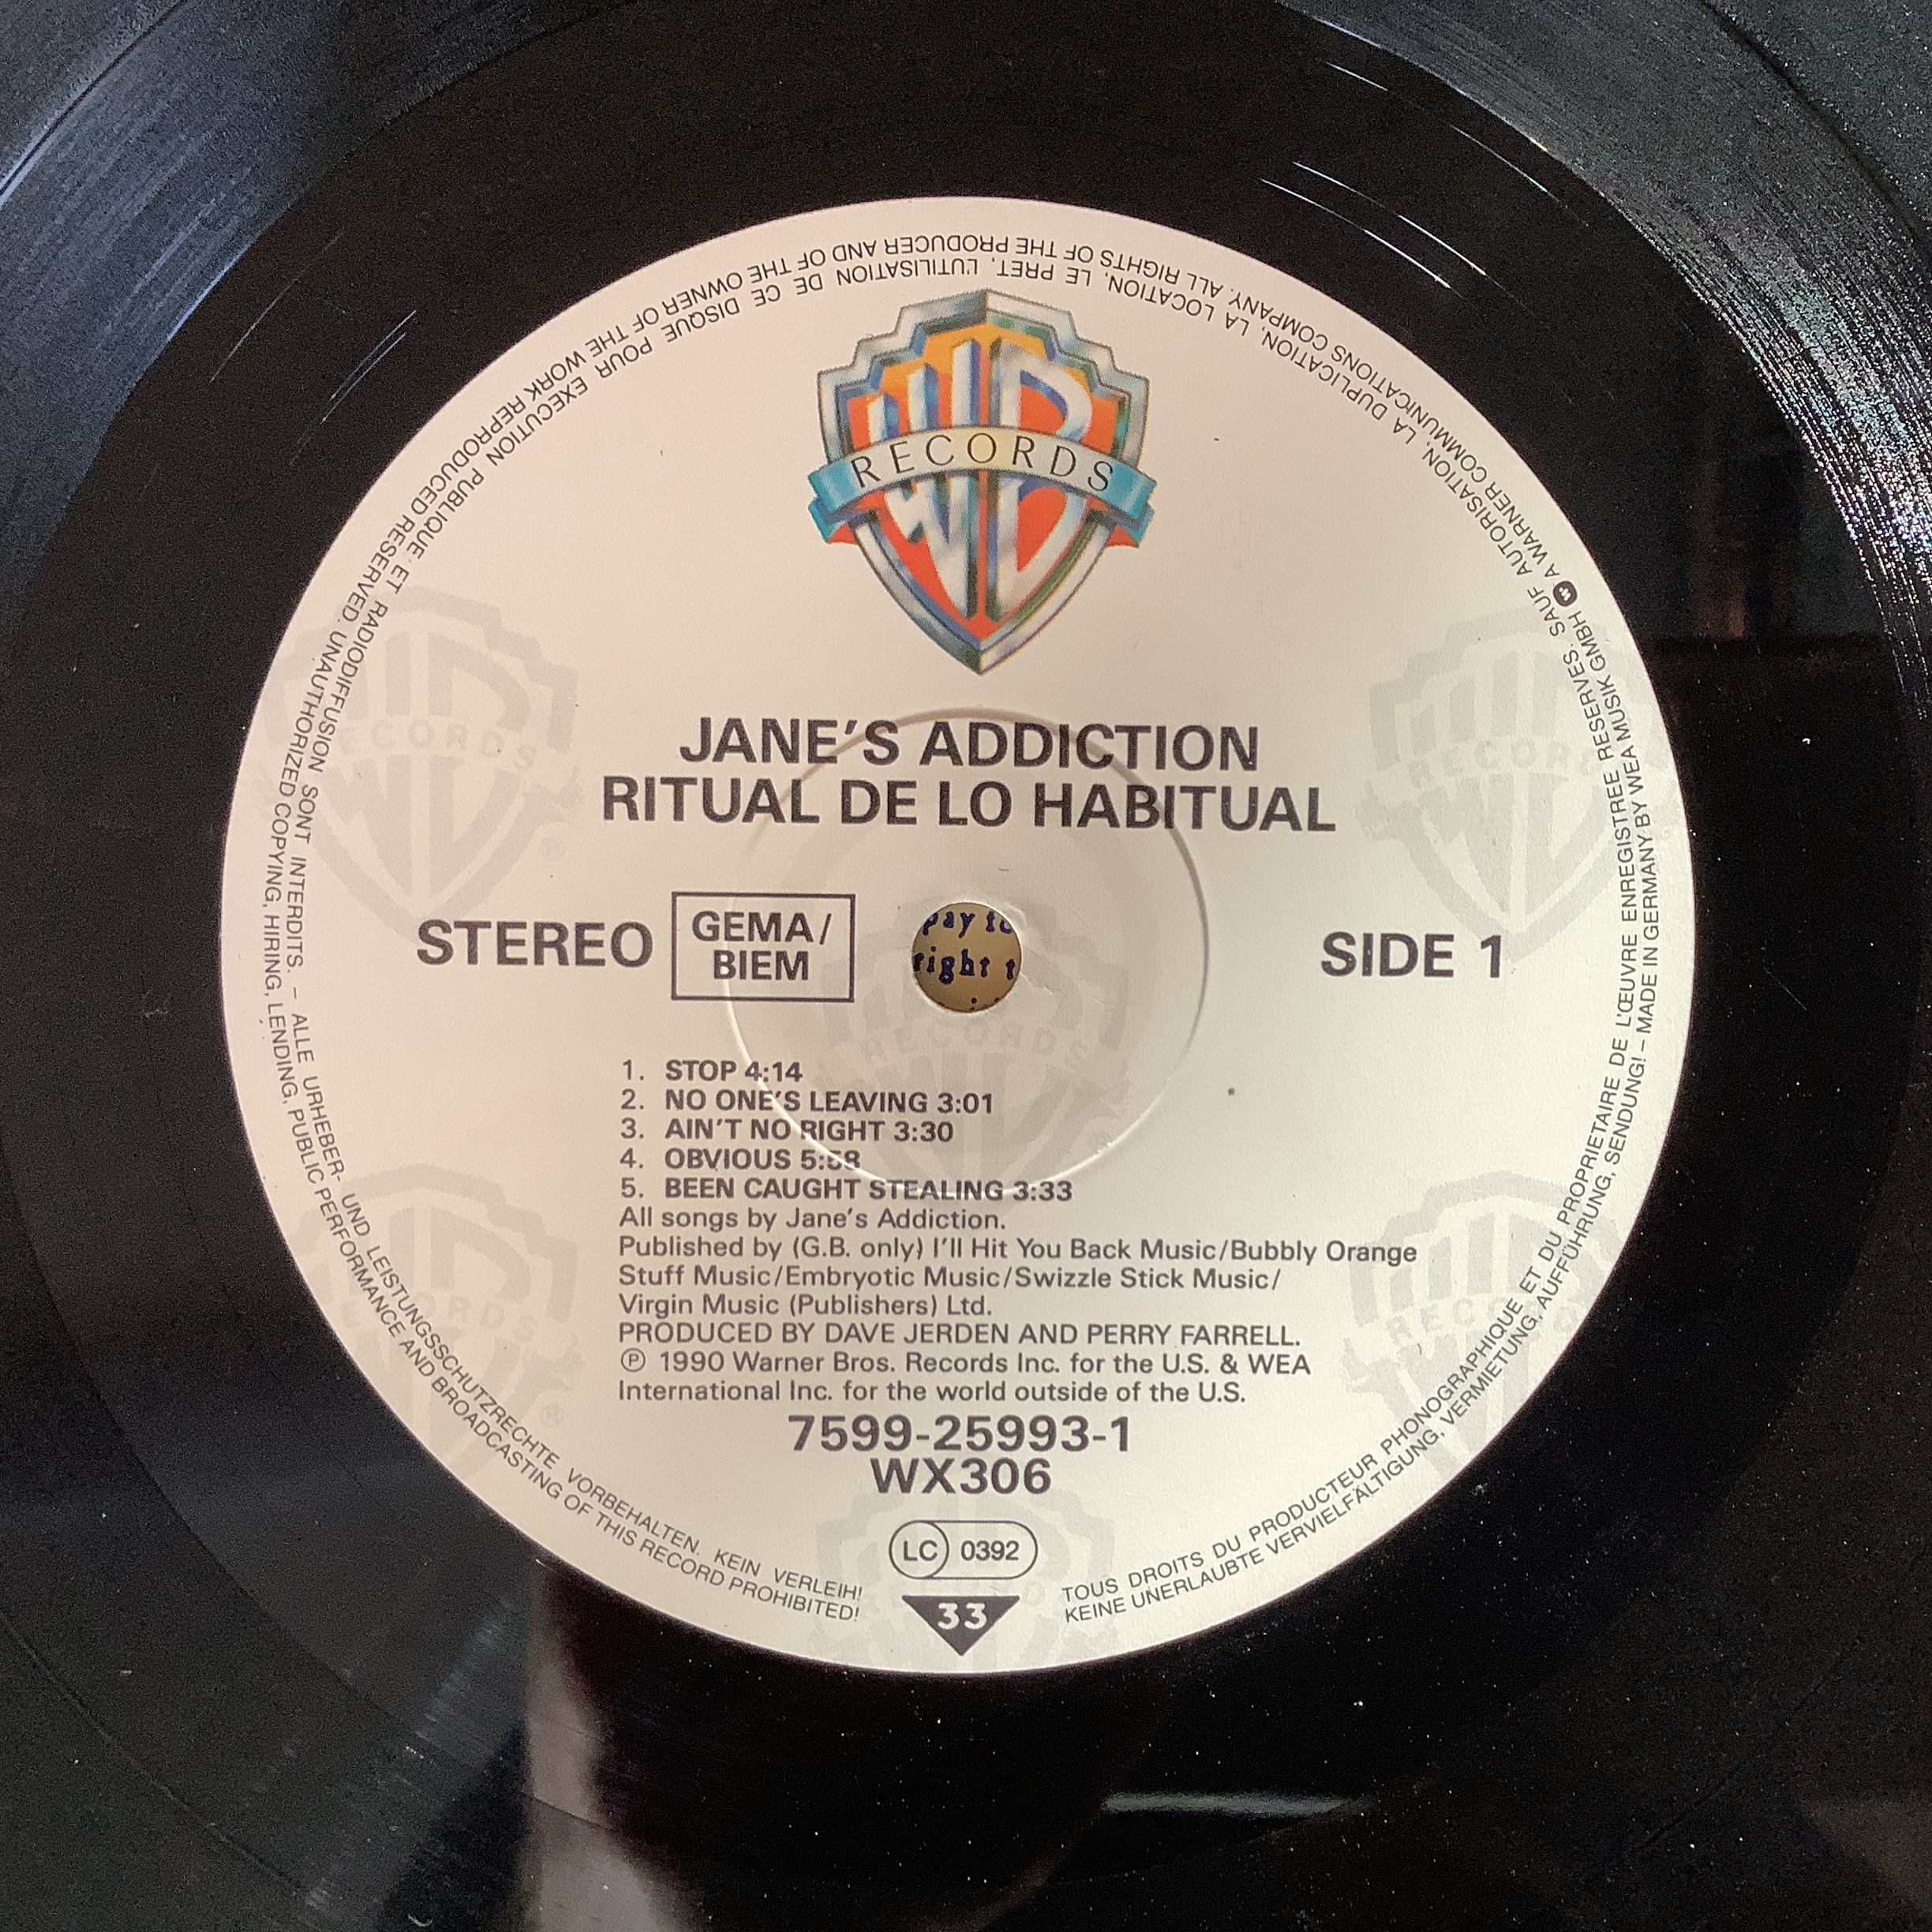 WB
RECORDS
JANE'S ADDICTION
RITUAL DE LO HABITUAL
STEREO
GEMA/
BIEM
pay to
right t
SIDE 1
1. STOP 4:14
2. NO ONE'S LEAVING 3:01
3. AIN'T NO RIGHT 3:30
4. OBVIOUS 5:58
5. BEEN CAUGHT STEALING 3:33
All songs by Jane's Addiction.
Published by (G.B. only) I'll Hit You Back Music/Bubbly Orange
Stuff Music/Embryotic Music/Swizzle Stick Music/
Virgin Music (Publishers) Ltd.
PRODUCED BY DAVE JERDEN AND PERRY FARRELL.
℗ 1990 Warner Bros. Records Inc. for the U.S. & WEA
International Inc. for the world outside of the U.S.
7599-25993-1
WX306
LC 0392
33
TOUS DROITS DU PRODUCTEUR PHONOGRAPHIQUE ET DU PROPRIETAIRE DE L'ŒUVRE ENREGISTREE RESERVES. SAUF AUTORISATION, LA DUPLICATION, LA LOCATION, LE PRET, L'UTILISATION DE CE DISQUE POUR EXECUTION PUBLIQUE ET RADIODIFFUSION SONT INTERDITS. – ALLE URHEBER- UND LEISTUNGSSCHUTZRECHTE VORBEHALTEN. KEIN VERLEIH!
KEINE UNERLAUBTE VERVIELFÄLTIGUNG, VERMIETUNG, AUFFÜHRUNG, SENDUNG! – MADE IN GERMANY BY WEA MUSIK GMBH A WARNER COMMUNICATIONS COMPANY. ALL RIGHTS OF THE PRODUCER AND OF THE OWNER OF THE WORK REPRODUCED RESERVED. UNAUTHORIZED COPYING, HIRING, LENDING, PUBLIC PERFORMANCE AND BROADCASTING OF THIS RECORD PROHIBITED!